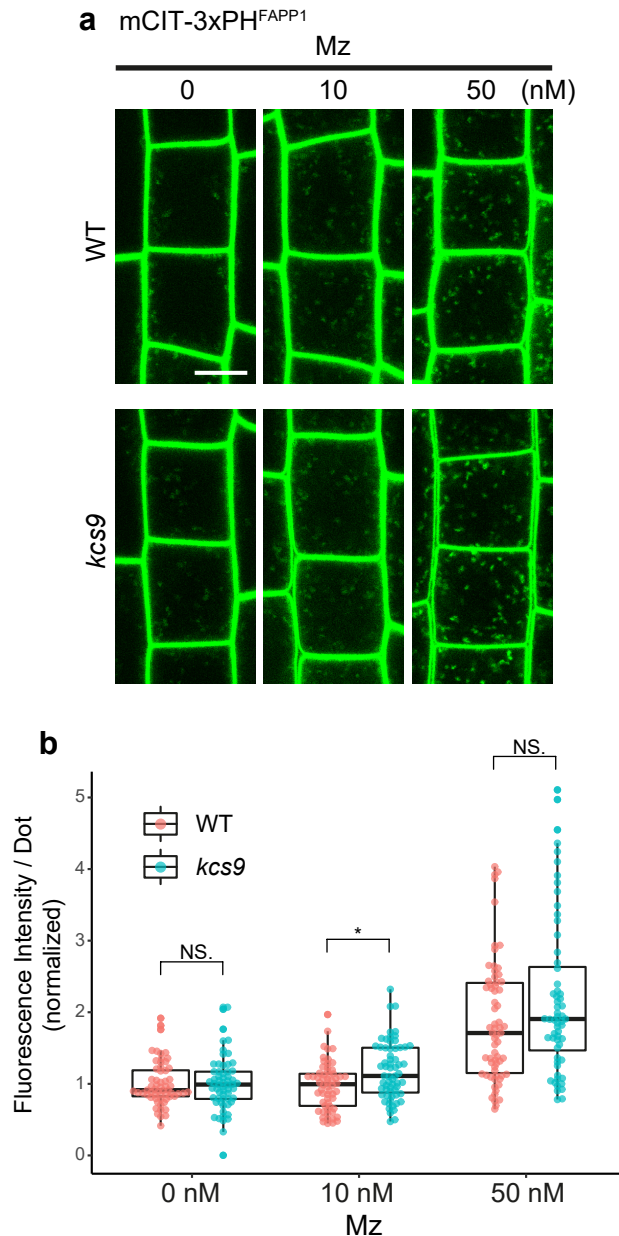 a mCIT-3xPH^FAPP1
Mz
0 10 50 (nM)
WT
kcs9
b
NS.
NS.
*
WT
kcs9
Fluorescence Intensity / Dot
(normalized)
5
4
3
2
1
0
0 nM 10 nM 50 nM
Mz